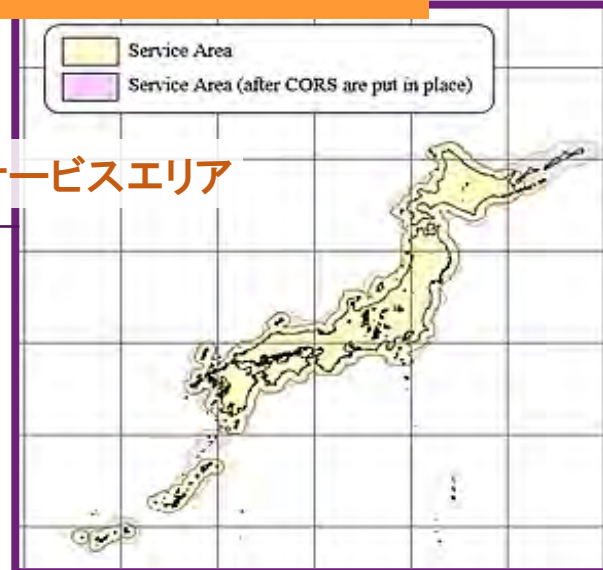 Service Area
Service Area (after CORS are put in place)
ービスエリア